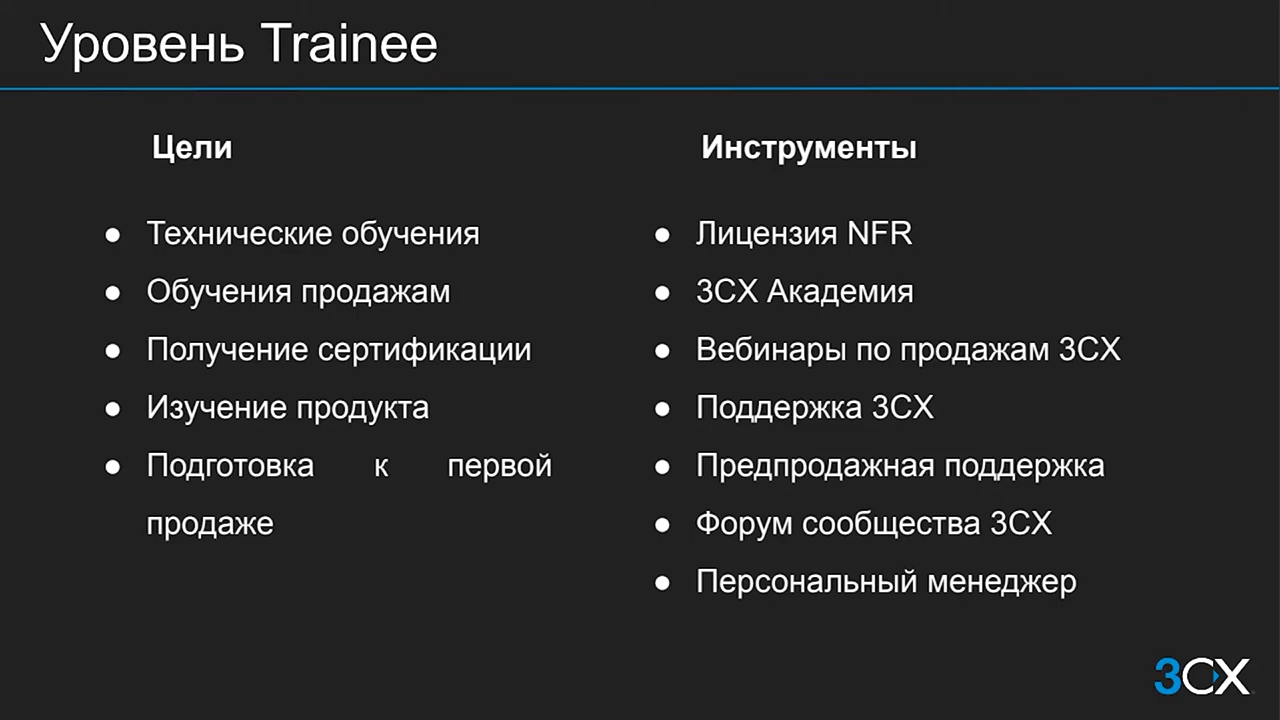 Уровень Trainee
Цели
● Технические обучения
● Обучения продажам
● Получение сертификации
● Изучение продукта
● Подготовка к первой
продаже
Инструменты
● Лицензия NFR
● 3CX Академия
● Вебинары по продажам 3CX
● Поддержка 3CX
● Предпродажная поддержка
● Форум сообщества 3CX
● Персональный менеджер
3CX